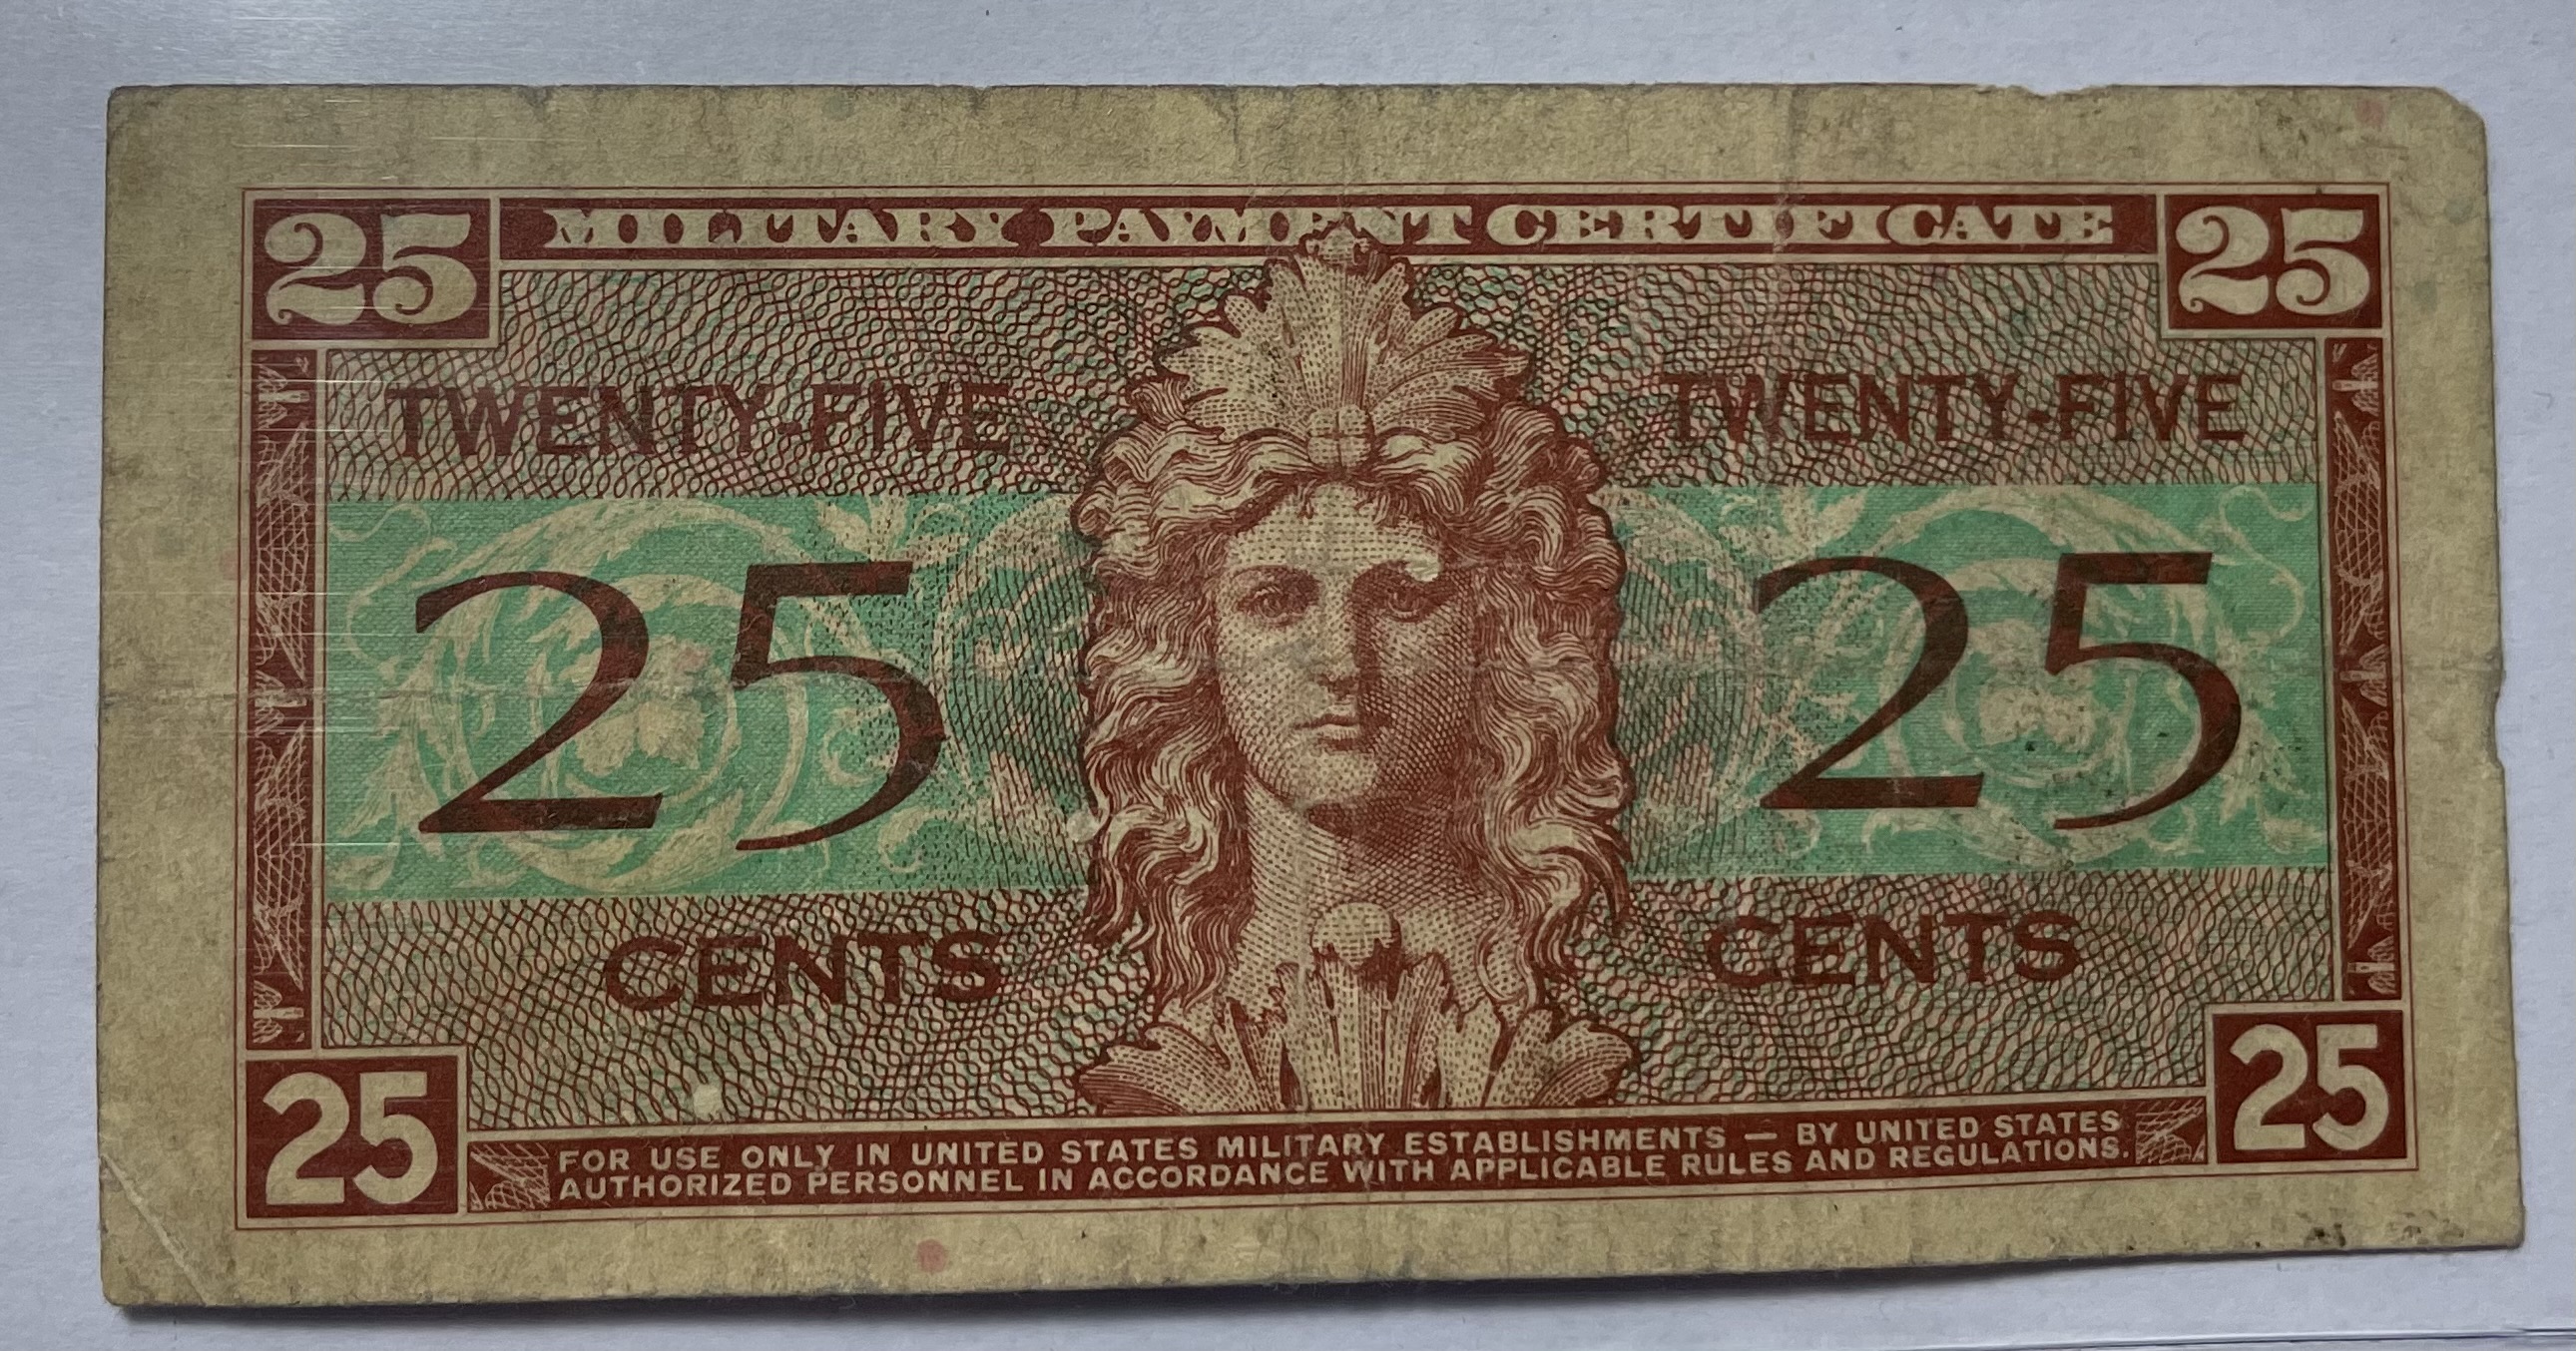 25 MILITARY PAYMENT CERTIFICATE 25
TWENTY-FIVE TWENTY-FIVE
25 25
CENTS CENTS
25 FOR USE ONLY IN UNITED STATES MILITARY ESTABLISHMENTS — BY UNITED STATES 25
AUTHORIZED PERSONNEL IN ACCORDANCE WITH APPLICABLE RULES AND REGULATIONS.